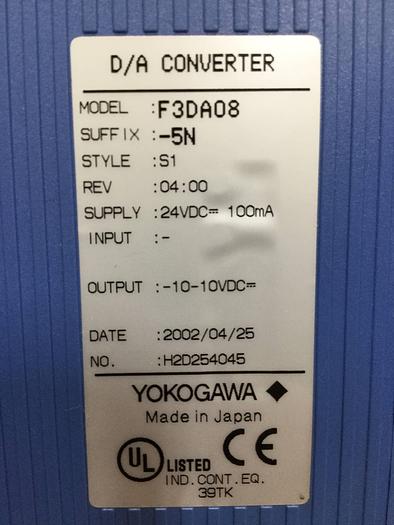 D/A CONVERTER
MODEL :F3DA08
SUFFIX :-5N
STYLE :S1
REV :04:00
SUPPLY :24VDC⎓ 100mA
INPUT :-
OUTPUT :-10-10VDC⎓
DATE :2002/04/25
NO. :H2D254045
YOKOGAWA
Made in Japan
UL LISTED CE
IND.CONT.EQ.
39TK